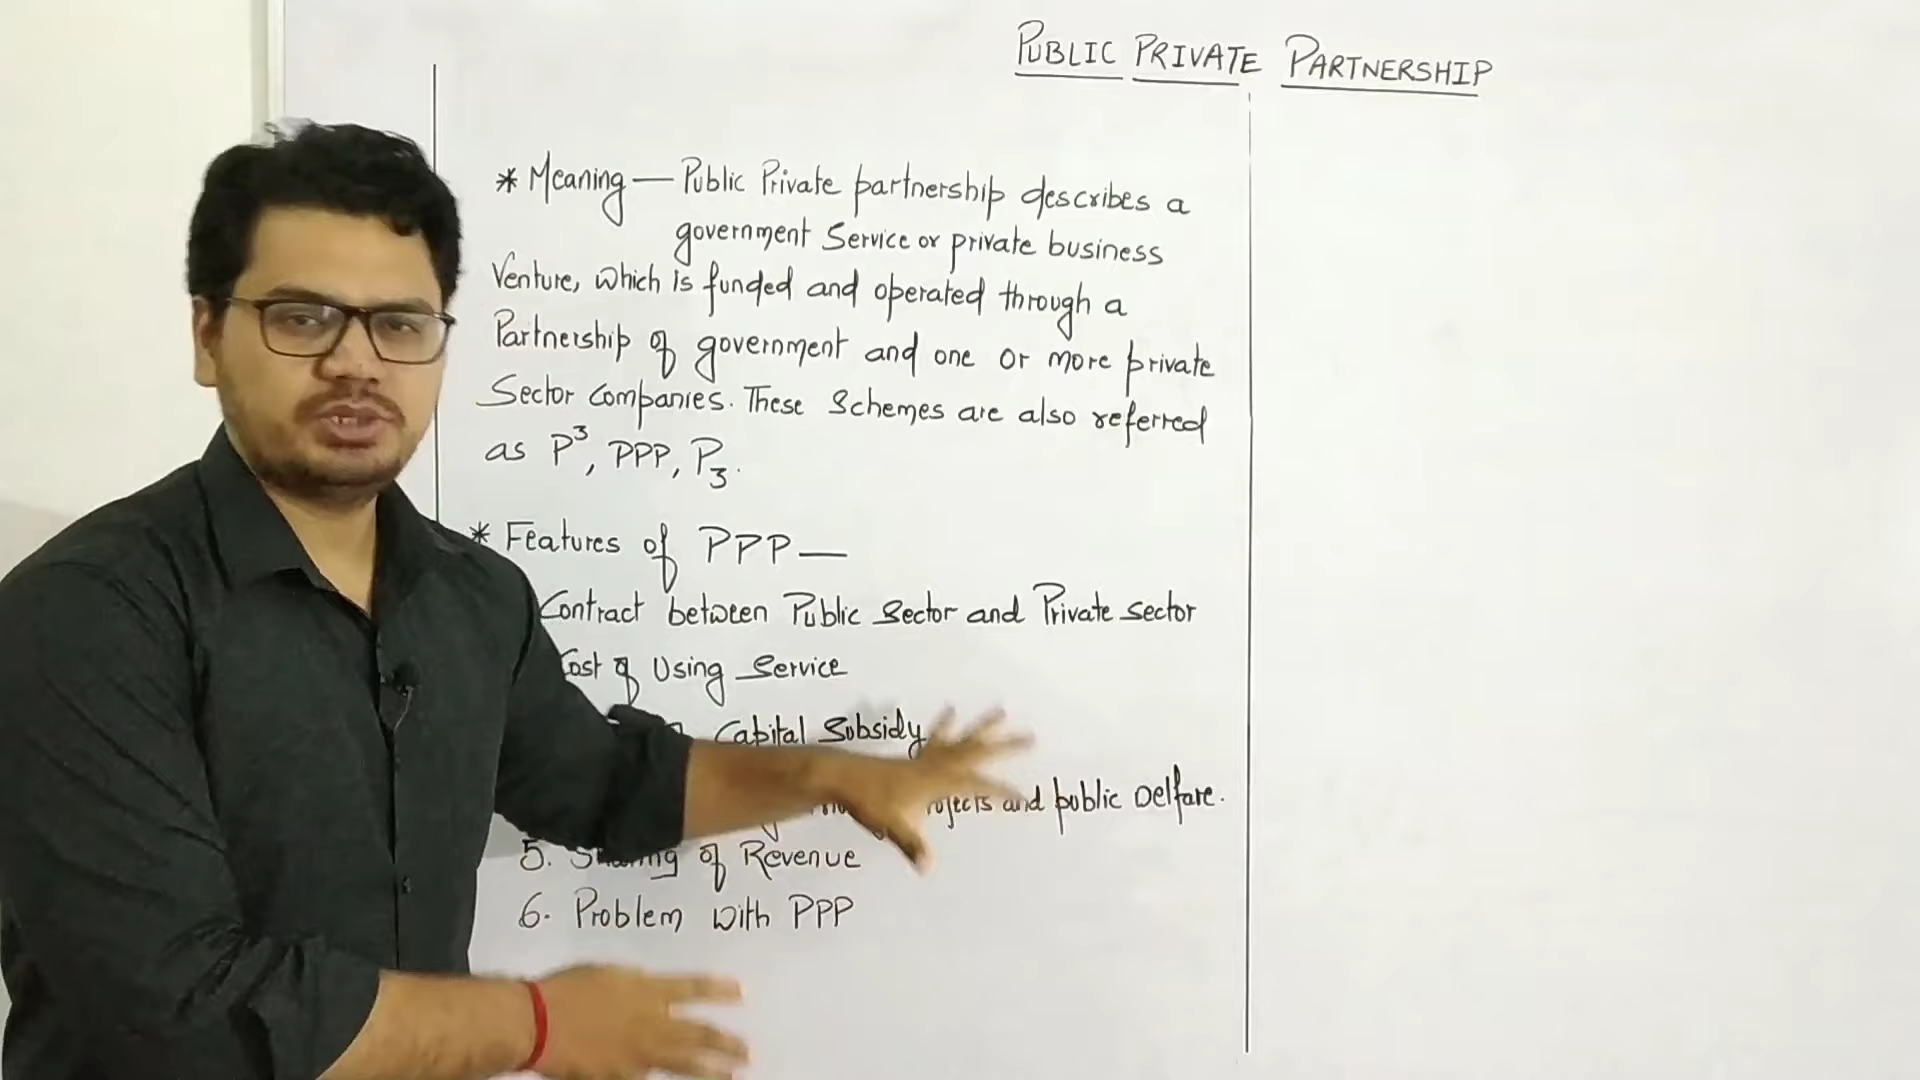 PUBLIC PRIVATE PARTNERSHIP
* Meaning — Public Private partnership describes a
government Service or private business
Venture, which is funded and operated through a
Partnership of government and one or more private
Sector Companies. These Schemes are also referred
as P³, PPP, P₃.
* Features of PPP —
Contract between Public Sector and Private sector
Cost of Using Service
Capital Subsidy
and public Welfare.
5. Sharing of Revenue
6. Problem with PPP